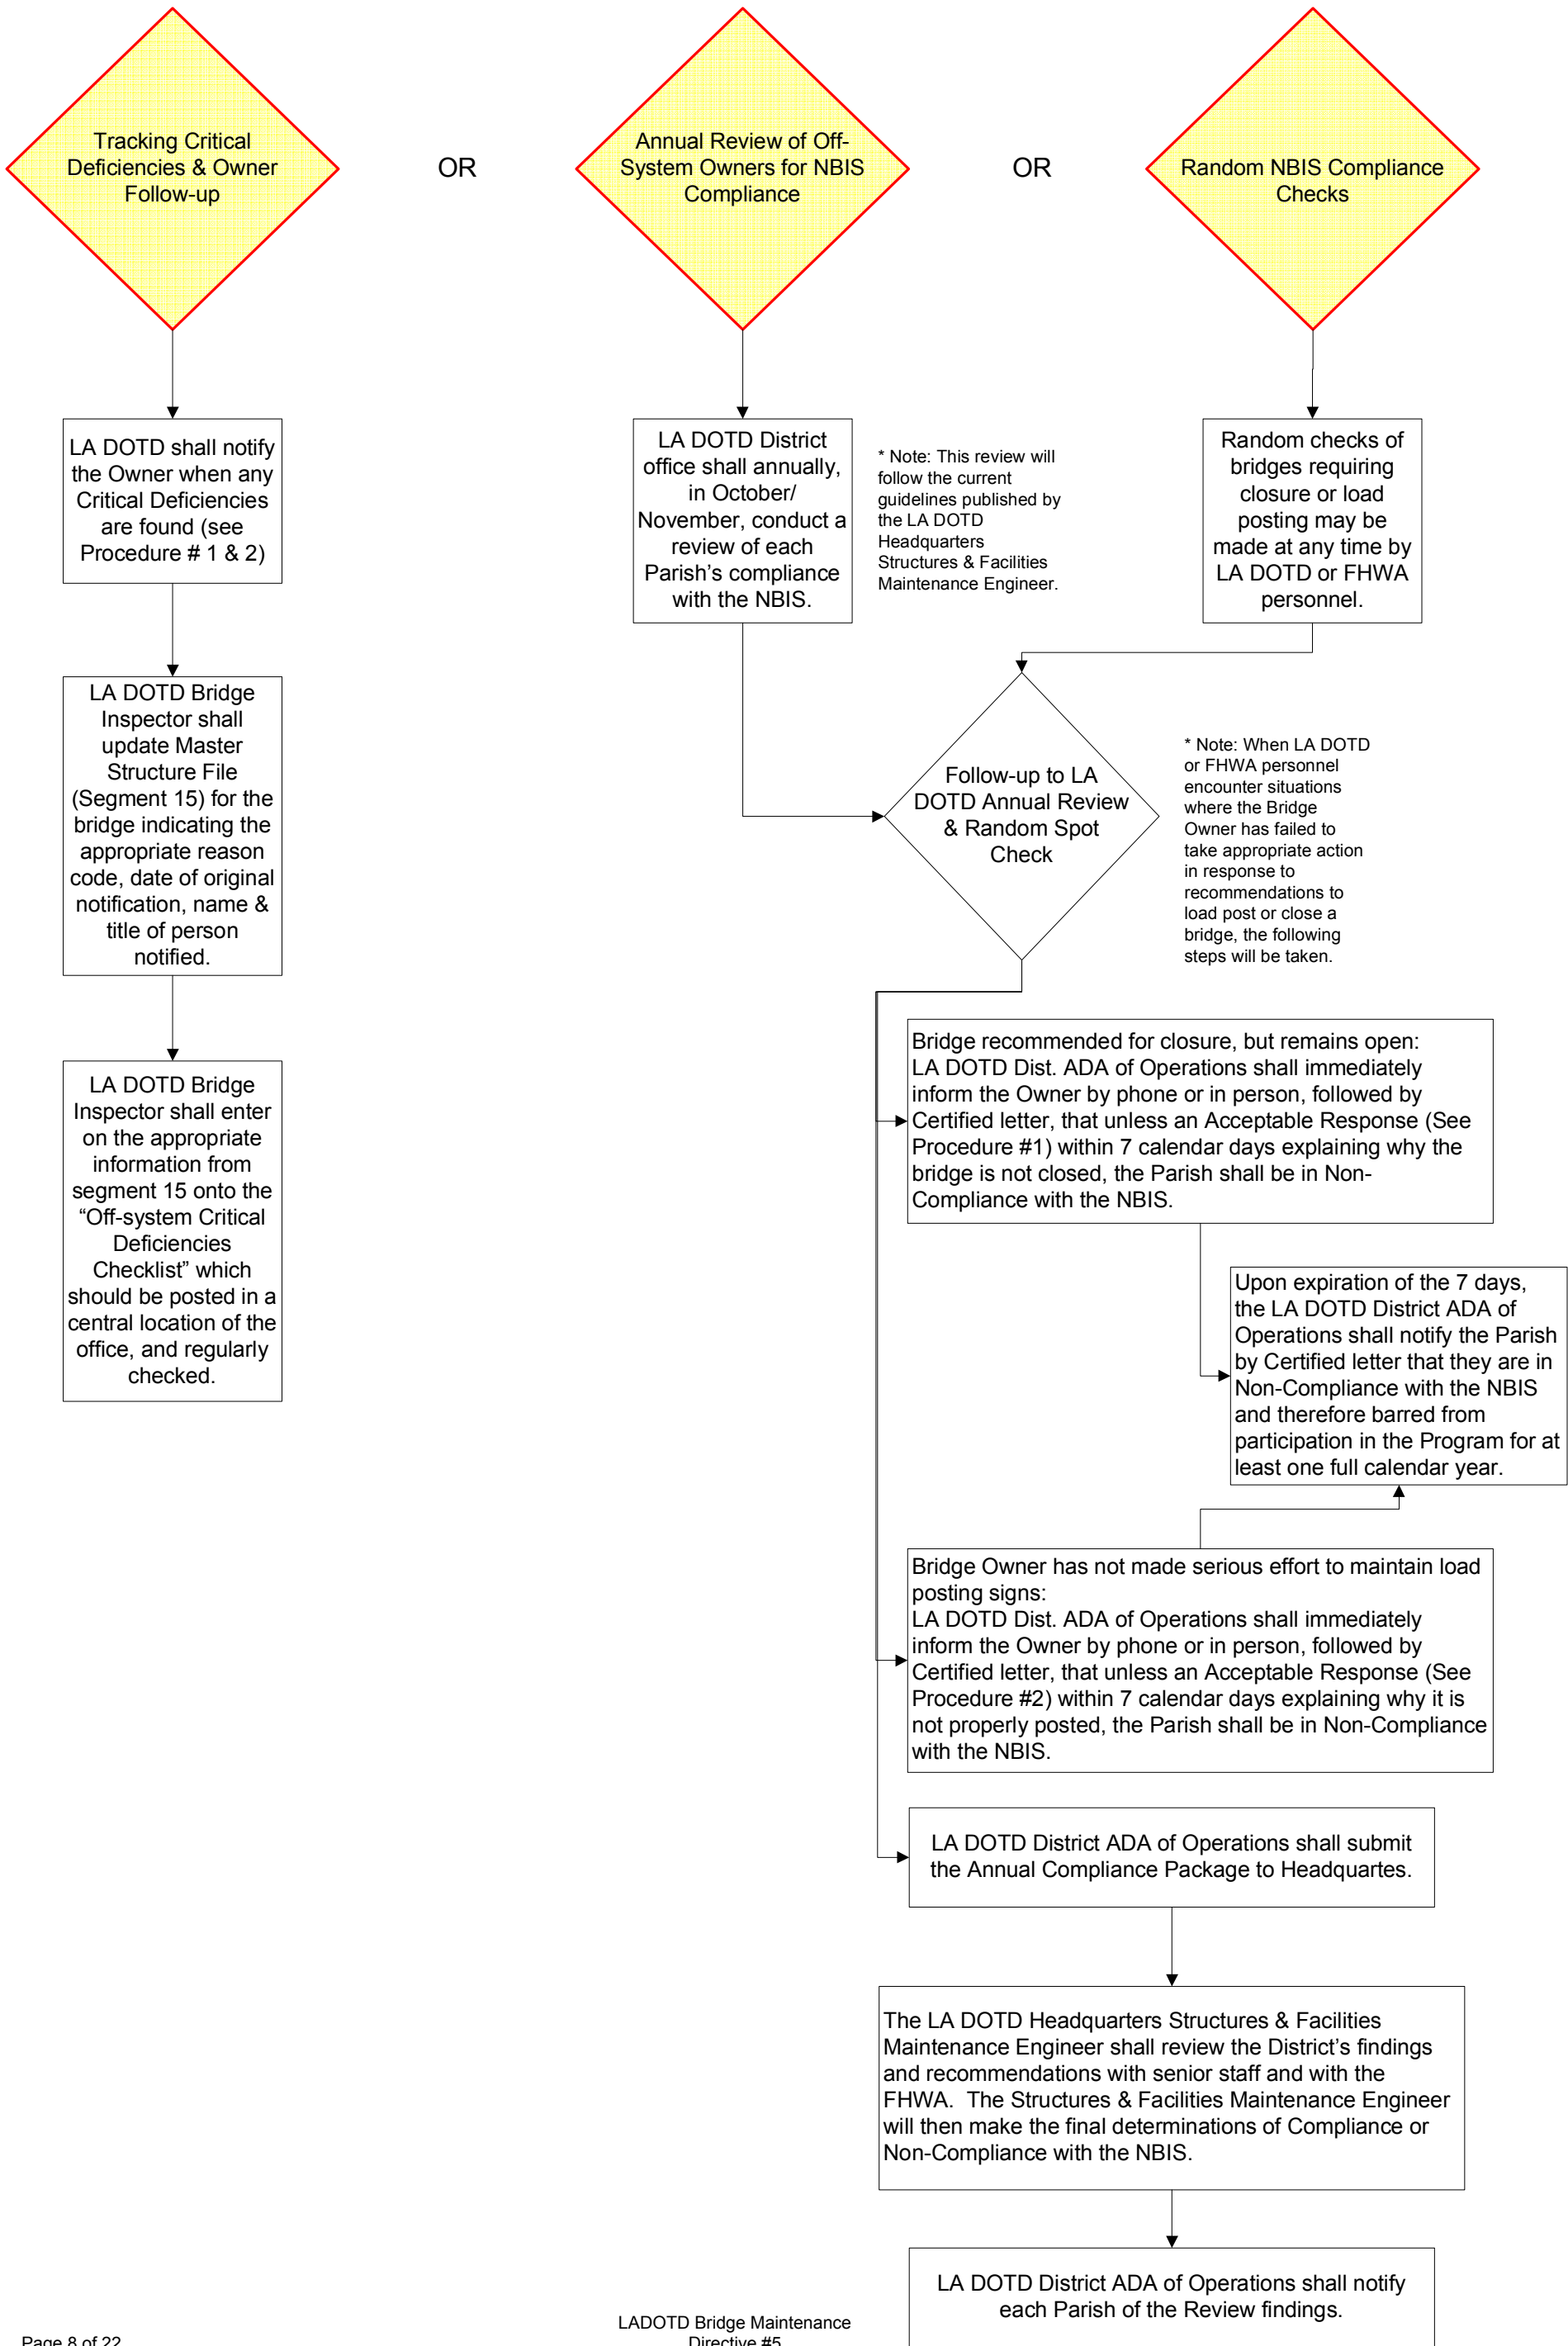 Tracking Critical
Deficiencies & Owner
Follow-up
OR
Annual Review of Off-
System Owners for NBIS
Compliance
OR
Random NBIS Compliance
Checks
LA DOTD shall notify
the Owner when any
Critical Deficiencies
are found (see
Procedure # 1 & 2)
LA DOTD Bridge
Inspector shall
update Master
Structure File
(Segment 15) for the
bridge indicating the
appropriate reason
code, date of original
notification, name &
title of person
notified.
LA DOTD Bridge
Inspector shall enter
on the appropriate
information from
segment 15 onto the
“Off-system Critical
Deficiencies
Checklist” which
should be posted in a
central location of the
office, and regularly
checked.
LA DOTD District
office shall annually,
in October/
November, conduct a
review of each
Parish’s compliance
with the NBIS.
* Note: This review will
follow the current
guidelines published by
the LA DOTD
Headquarters
Structures & Facilities
Maintenance Engineer.
Random checks of
bridges requiring
closure or load
posting may be
made at any time by
LA DOTD or FHWA
personnel.
Follow-up to LA
DOTD Annual Review
& Random Spot
Check
* Note: When LA DOTD
or FHWA personnel
encounter situations
where the Bridge
Owner has failed to
take appropriate action
in response to
recommendations to
load post or close a
bridge, the following
steps will be taken.
Bridge recommended for closure, but remains open:
LA DOTD Dist. ADA of Operations shall immediately
inform the Owner by phone or in person, followed by
Certified letter, that unless an Acceptable Response (See
Procedure #1) within 7 calendar days explaining why the
bridge is not closed, the Parish shall be in Non-
Compliance with the NBIS.
Upon expiration of the 7 days,
the LA DOTD District ADA of
Operations shall notify the Parish
by Certified letter that they are in
Non-Compliance with the NBIS
and therefore barred from
participation in the Program for at
least one full calendar year.
Bridge Owner has not made serious effort to maintain load
posting signs:
LA DOTD Dist. ADA of Operations shall immediately
inform the Owner by phone or in person, followed by
Certified letter, that unless an Acceptable Response (See
Procedure #2) within 7 calendar days explaining why it is
not properly posted, the Parish shall be in Non-Compliance
with the NBIS.
LA DOTD District ADA of Operations shall submit
the Annual Compliance Package to Headquartes.
The LA DOTD Headquarters Structures & Facilities
Maintenance Engineer shall review the District’s findings
and recommendations with senior staff and with the
FHWA.  The Structures & Facilities Maintenance Engineer
will then make the final determinations of Compliance or
Non-Compliance with the NBIS.
LA DOTD District ADA of Operations shall notify
each Parish of the Review findings.
LADOTD Bridge Maintenance
Directive #5
Page 8 of 22